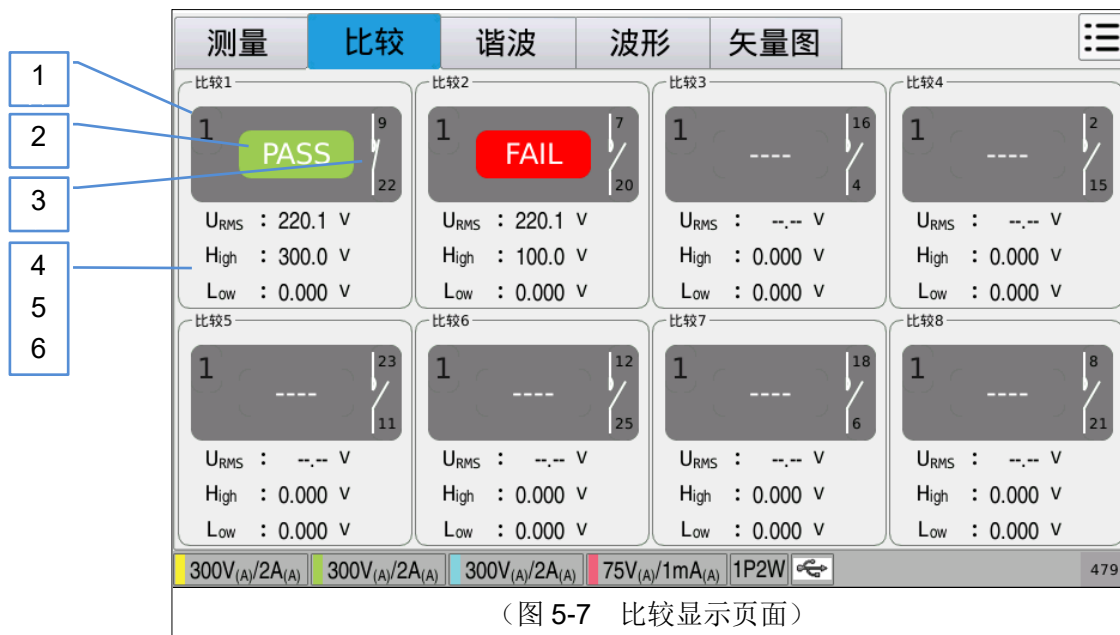 测量 比较 谐波 波形 矢量图
1
2
3
4
5
6
比较1 比较2 比较3 比较4
1 PASS 9 22
1 FAIL 7 20
1 ---- 16 4
1 ---- 2 15
URMS : 220.1 V URMS : 220.1 V URMS : --.-- V URMS : --.-- V
High : 300.0 V High : 100.0 V High : 0.000 V High : 0.000 V
Low : 0.000 V Low : 0.000 V Low : 0.000 V Low : 0.000 V
比较5 比较6 比较7 比较8
1 ---- 23 11
1 ---- 12 25
1 ---- 18 6
1 ---- 8 21
URMS : --.-- V URMS : --.-- V URMS : --.-- V URMS : --.-- V
High : 0.000 V High : 0.000 V High : 0.000 V High : 0.000 V
Low : 0.000 V Low : 0.000 V Low : 0.000 V Low : 0.000 V
300V(A)/2A(A) 300V(A)/2A(A) 300V(A)/2A(A) 75V(A)/1mA(A) 1P2W 479
（图 5-7 比较显示页面）